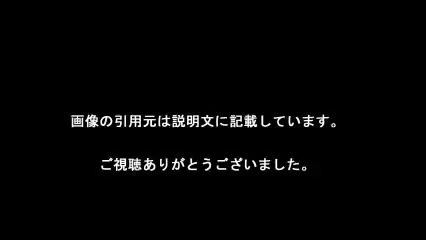 画像の引用元は説明文に記載しています。
ご視聴ありがとうございました。